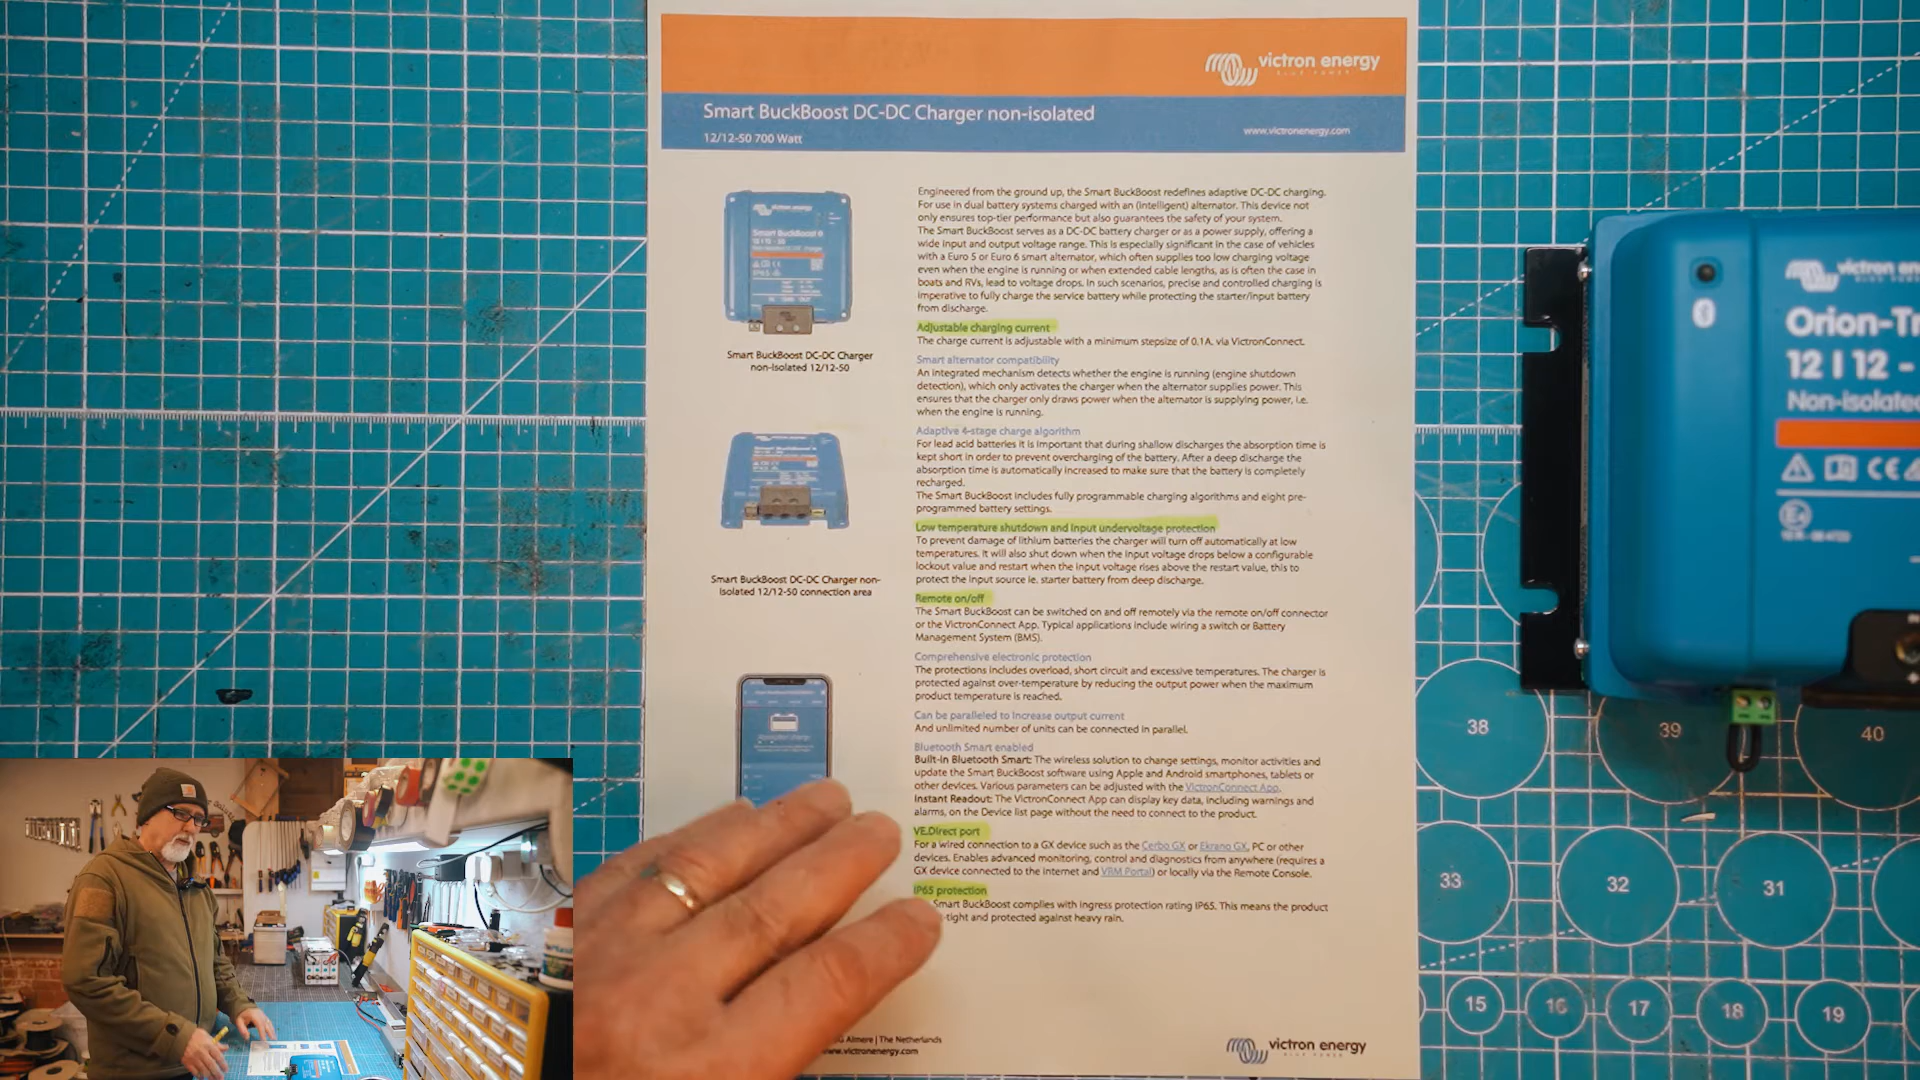 victron energy
BLUE POWER
Smart BuckBoost DC-DC Charger non-isolated
12/12-50 700 Watt
www.victronenergy.com
Smart BuckBoost DC-DC Charger
non-isolated 12/12-50
Smart BuckBoost DC-DC Charger non-
isolated 12/12-50 connection area
Engineered from the ground up, the Smart BuckBoost redefines adaptive DC-DC charging.
For use in dual battery systems charged with an (intelligent) alternator. This device not
only ensures top-tier performance but also guarantees the safety of your system.
The Smart BuckBoost serves as a DC-DC battery charger or as a power supply, offering a
wide input and output voltage range. This is especially significant in the case of vehicles
with a Euro 5 or Euro 6 smart alternator, which often supplies too low charging voltage
even when the engine is running or when extended cable lengths, as is often the case in
boats and RVs, lead to voltage drops. In such scenarios, precise and controlled charging is
imperative to fully charge the service battery while protecting the starter/input battery
from discharge.
Adjustable charging current
The charge current is adjustable with a minimum stepsize of 0.1A. via VictronConnect.
Smart alternator compatibility
An integrated mechanism detects whether the engine is running (engine shutdown
detection), which only activates the charger when the alternator supplies power. This
ensures that the charger only draws power when the alternator is supplying power, i.e.
when the engine is running.
Adaptive 4-stage charge algorithm
For lead acid batteries it is important that during shallow discharges the absorption time is
kept short in order to prevent overcharging of the battery. After a deep discharge the
absorption time is automatically increased to make sure that the battery is completely
recharged.
The Smart BuckBoost includes fully programmable charging algorithms and eight pre-
programmed battery settings.
Low temperature shutdown and input undervoltage protection
To prevent damage of lithium batteries the charger will turn off automatically at low
temperatures. It will also shut down when the input voltage drops below a configurable
lockout value and restart when the input voltage rises above the restart value, this to
protect the input source ie. starter battery from deep discharge.
Remote on/off
The Smart BuckBoost can be switched on and off remotely via the remote on/off connector
or the VictronConnect App. Typical applications include wiring a switch or Battery
Management System (BMS).
Comprehensive electronic protection
The protections includes overload, short circuit and excessive temperatures. The charger is
protected against over-temperature by reducing the output power when the maximum
product temperature is reached.
Can be paralleled to increase output current
And unlimited number of units can be connected in parallel.
Bluetooth Smart enabled
Built-in Bluetooth Smart: The wireless solution to change settings, monitor activities and
update the Smart BuckBoost software using Apple and Android smartphones, tablets or
other devices. Various parameters can be adjusted with the VictronConnect App.
Instant Readout: The VictronConnect App can display key data, including warnings and
alarms, on the Device list page without the need to connect to the product.
VE.Direct port
For a wired connection to a GX device such as the Cerbo GX or Ekrano GX, PC or other
devices. Enables advanced monitoring, control and diagnostics from anywhere (requires a
GX device connected to the Internet and VRM Portal) or locally via the Remote Console.
IP65 protection
Smart BuckBoost complies with ingress protection rating IP65. This means the product
-tight and protected against heavy rain.
Almere | The Netherlands
www.victronenergy.com
victron energy
BLUE POWER
victron en
Orion-Tr
12 | 12 -
Non-isolated
CE
38
39
40
33
32
31
15
16
17
18
19